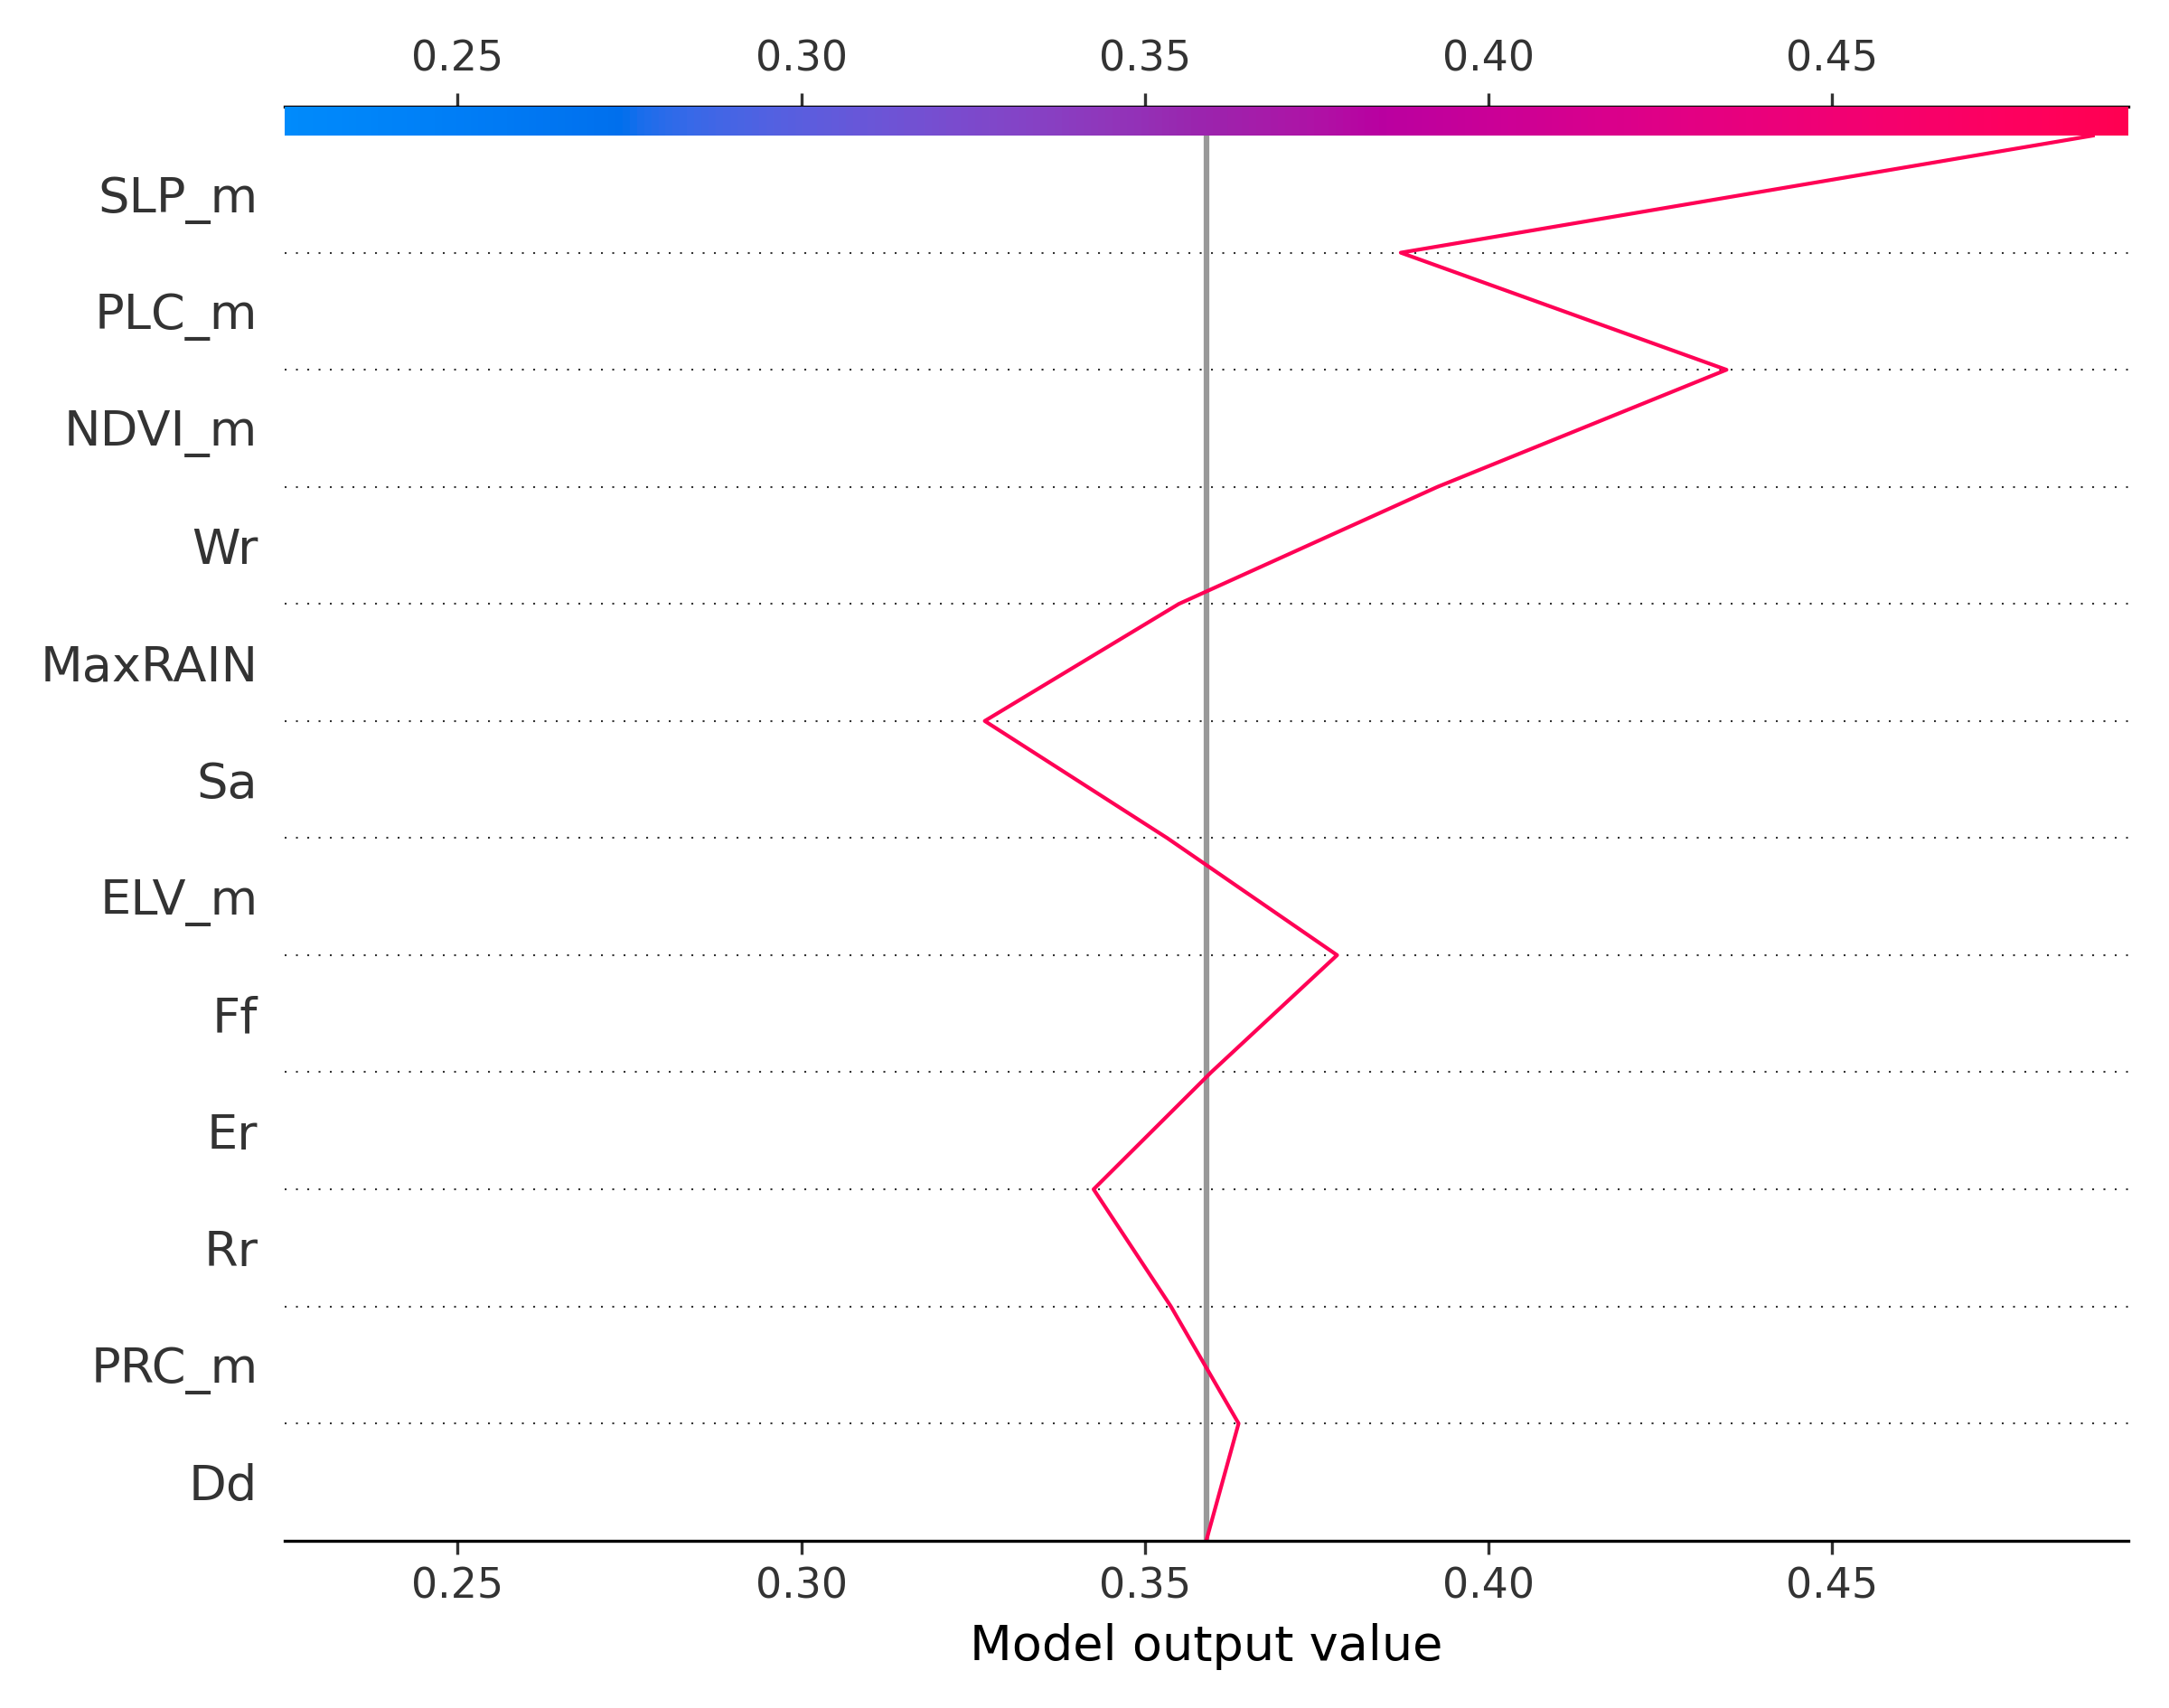 0.25 0.30 0.35 0.40 0.45
SLP_m
PLC_m
NDVI_m
Wr
MaxRAIN
Sa
ELV_m
Ff
Er
Rr
PRC_m
Dd
0.25 0.30 0.35 0.40 0.45
Model output value